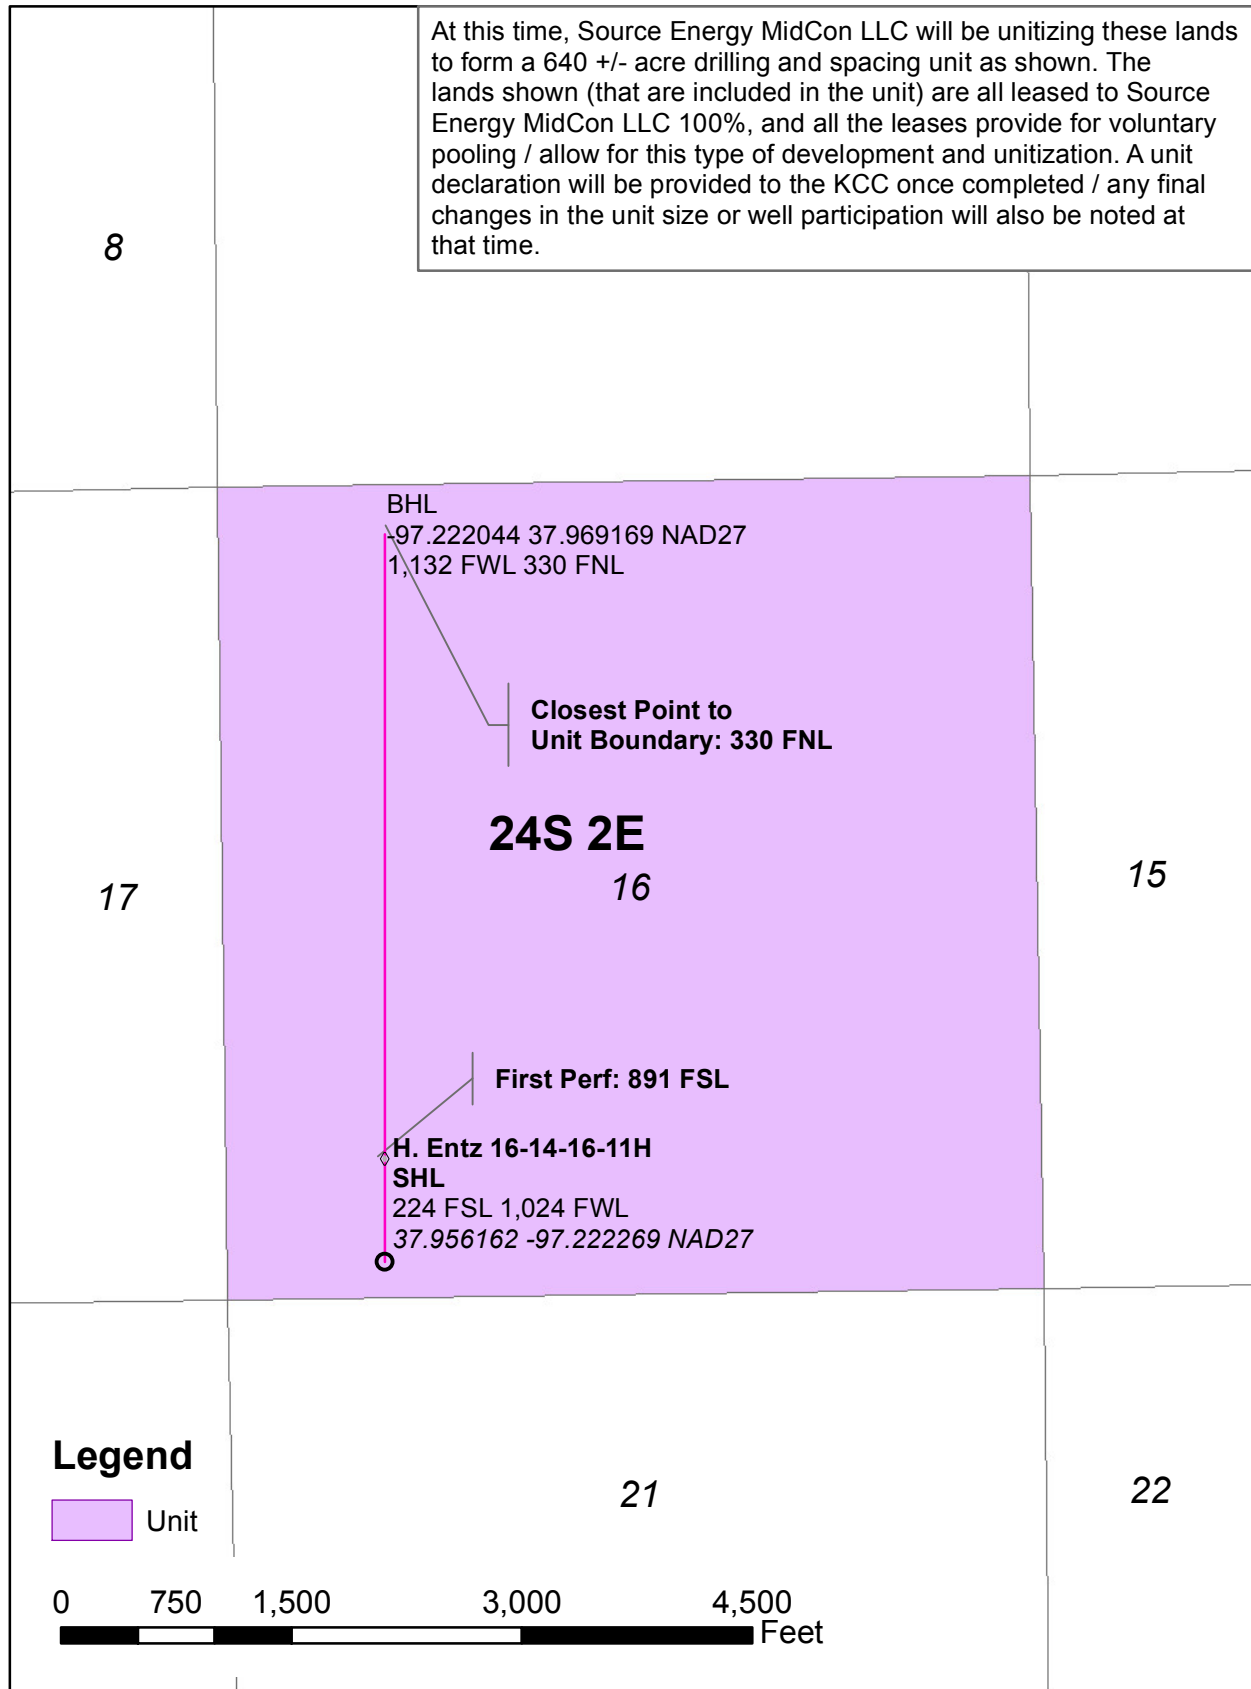 At this time, Source Energy MidCon LLC will be unitizing these lands
to form a 640 +/- acre drilling and spacing unit as shown. The
lands shown (that are included in the unit) are all leased to Source
Energy MidCon LLC 100%, and all the leases provide for voluntary
pooling / allow for this type of development and unitization. A unit
declaration will be provided to the KCC once completed / any final
changes in the unit size or well participation will also be noted at
that time.
8
BHL
-97.222044 37.969169 NAD27
1,132 FWL 330 FNL
Closest Point to
Unit Boundary: 330 FNL
24S 2E
16
17
15
First Perf: 891 FSL
H. Entz 16-14-16-11H
SHL
224 FSL 1,024 FWL
37.956162 -97.222269 NAD27
Legend
Unit
21
22
0 750 1,500 3,000 4,500
Feet